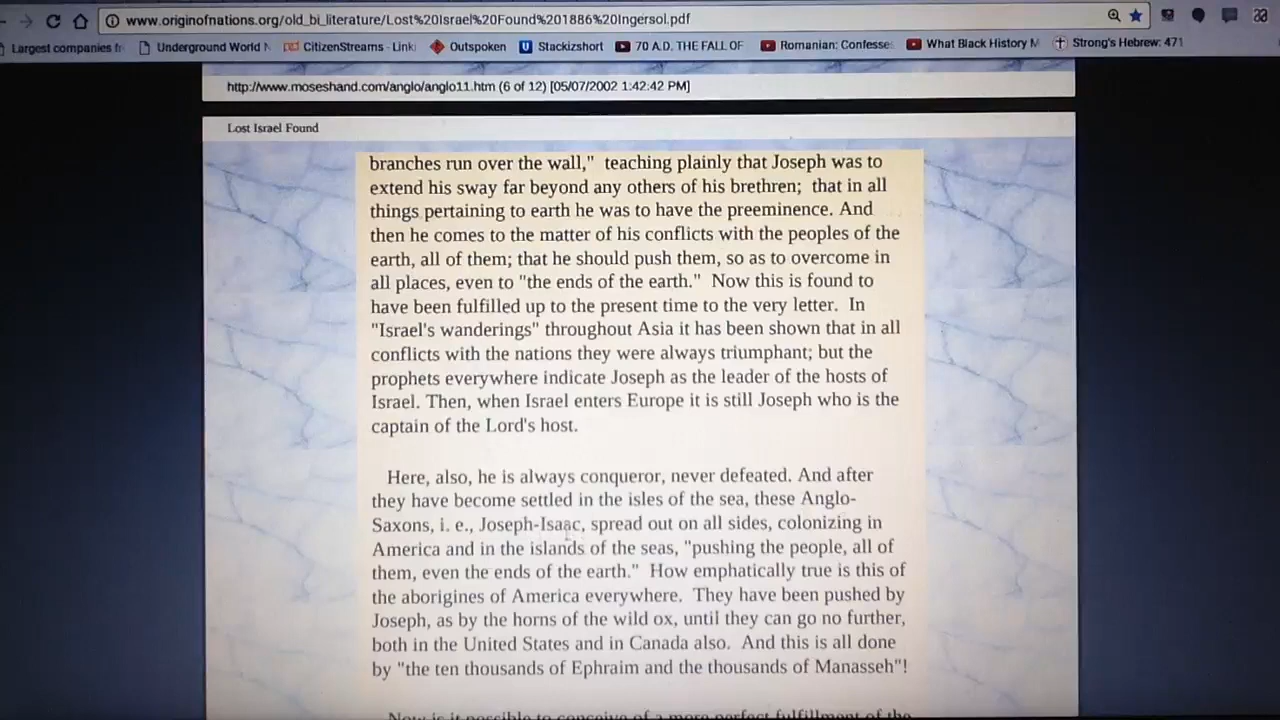 www.originofnations.org/old_bi_literature/Lost%20Israel%20Found%201886%20Ingersol.pdf
Largest companies fr
Underground World N
CitizenStreams - Link
Outspoken
Stackizshort
70 A.D. THE FALL OF
Romanian: Confesse
What Black History M
Strong's Hebrew: 471
http://www.moseshand.com/anglo/anglo11.htm (6 of 12) [05/07/2002 1:42:42 PM]
Lost Israel Found
branches run over the wall," teaching plainly that Joseph was to
extend his sway far beyond any others of his brethren; that in all
things pertaining to earth he was to have the preeminence. And
then he comes to the matter of his conflicts with the peoples of the
earth, all of them; that he should push them, so as to overcome in
all places, even to "the ends of the earth." Now this is found to
have been fulfilled up to the present time to the very letter. In
"Israel's wanderings" throughout Asia it has been shown that in all
conflicts with the nations they were always triumphant; but the
prophets everywhere indicate Joseph as the leader of the hosts of
Israel. Then, when Israel enters Europe it is still Joseph who is the
captain of the Lord's host.
Here, also, he is always conqueror, never defeated. And after
they have become settled in the isles of the sea, these Anglo-
Saxons, i. e., Joseph-Isaac, spread out on all sides, colonizing in
America and in the islands of the seas, "pushing the people, all of
them, even the ends of the earth." How emphatically true is this of
the aborigines of America everywhere. They have been pushed by
Joseph, as by the horns of the wild ox, until they can go no further,
both in the United States and in Canada also. And this is all done
by "the ten thousands of Ephraim and the thousands of Manasseh"!
Now is it possible to conceive of a more perfect fulfillment of the